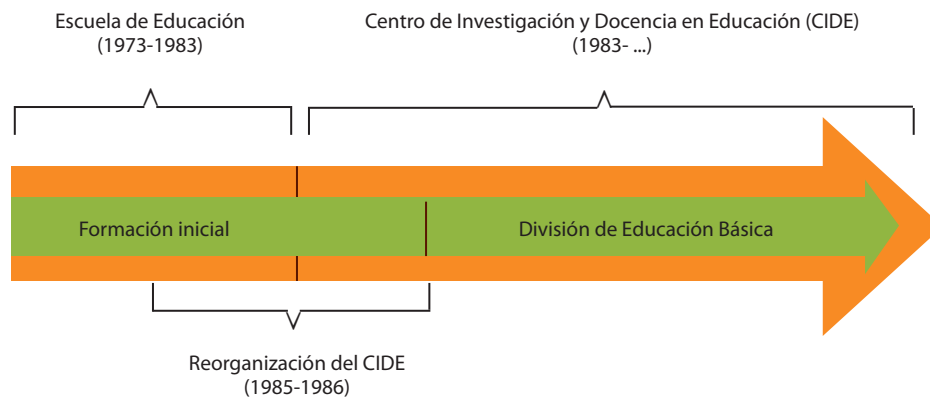 Escuela de Educación
(1973-1983)
Centro de Investigación y Docencia en Educación (CIDE)
(1983- ...)
Formación inicial
División de Educación Básica
Reorganización del CIDE
(1985-1986)